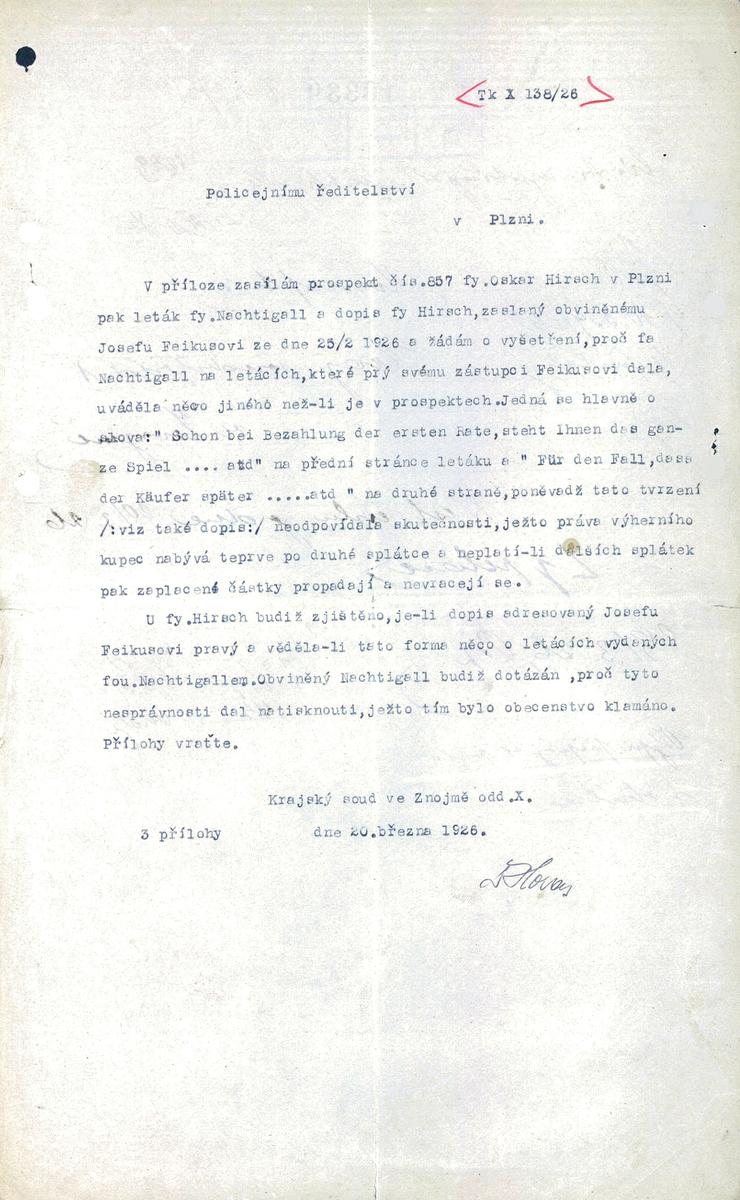 Tk X 138/26
Policejnímu ředitelství
v Plzni.
V příloze zasílám prospekt čís.857 fy.Oskar Hirsch v Plzni
pak leták fy.Nachtigall a dopis fy Hirsch,zaslaný obviněnému
Josefu Feikusovi ze dne 25/2 1926 a žádám o vyšetření,proč fa
Nachtigall na letácích,které prý svému zástupci Feikusovi dala,
uváděla něco jiného než-li je v prospektech.Jedná se hlavně o
slova:" Schon bei Bezahlung der ersten Rate,steht Ihnen das gan-
ze Spiel .... atd" na přední stránce letáku a " Für den Fall,dass
der Käufer später .....atd " na druhé straně,poněvadž tato tvrzení
/:viz také dopis:/ neodpovídala skutečnosti,ježto práva výherního
kupec nabývá teprve po druhé splátce a neplatí-li dalších splátek
pak zaplacené částky propadají a nevracejí se.
U fy.Hirsch budiž zjištěno,je-li dopis adresovaný Josefu
Feikusovi pravý a věděla-li tato forma něco o letácích vydaných
fou.Nachtigallem.Obviněný Nachtigall budiž dotázán ,proč tyto
nesprávnosti dal natisknouti,ježto tím bylo obecenstvo klamáno.
Přílohy vraťte.
Krajský soud ve Znojmě odd.X.
3 přílohy dne 20.března 1926.